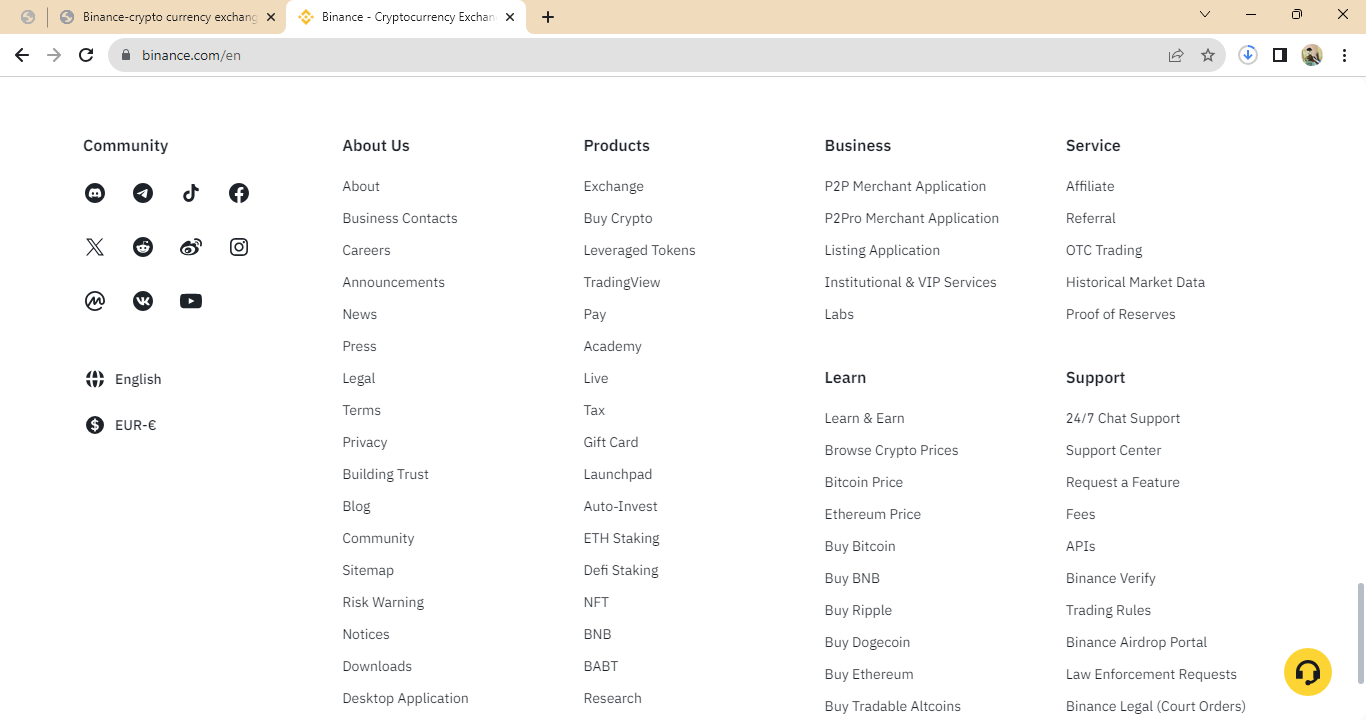 Binance-crypto currency exchang
Binance - Cryptocurrency Exchan
binance.com/en
Community
English
EUR-€
About Us
About
Business Contacts
Careers
Announcements
News
Press
Legal
Terms
Privacy
Building Trust
Blog
Community
Sitemap
Risk Warning
Notices
Downloads
Desktop Application
Products
Exchange
Buy Crypto
Leveraged Tokens
TradingView
Pay
Academy
Live
Tax
Gift Card
Launchpad
Auto-Invest
ETH Staking
Defi Staking
NFT
BNB
BABT
Research
Business
P2P Merchant Application
P2Pro Merchant Application
Listing Application
Institutional & VIP Services
Labs
Learn
Learn & Earn
Browse Crypto Prices
Bitcoin Price
Ethereum Price
Buy Bitcoin
Buy BNB
Buy Ripple
Buy Dogecoin
Buy Ethereum
Buy Tradable Altcoins
Service
Affiliate
Referral
OTC Trading
Historical Market Data
Proof of Reserves
Support
24/7 Chat Support
Support Center
Request a Feature
Fees
APIs
Binance Verify
Trading Rules
Binance Airdrop Portal
Law Enforcement Requests
Binance Legal (Court Orders)